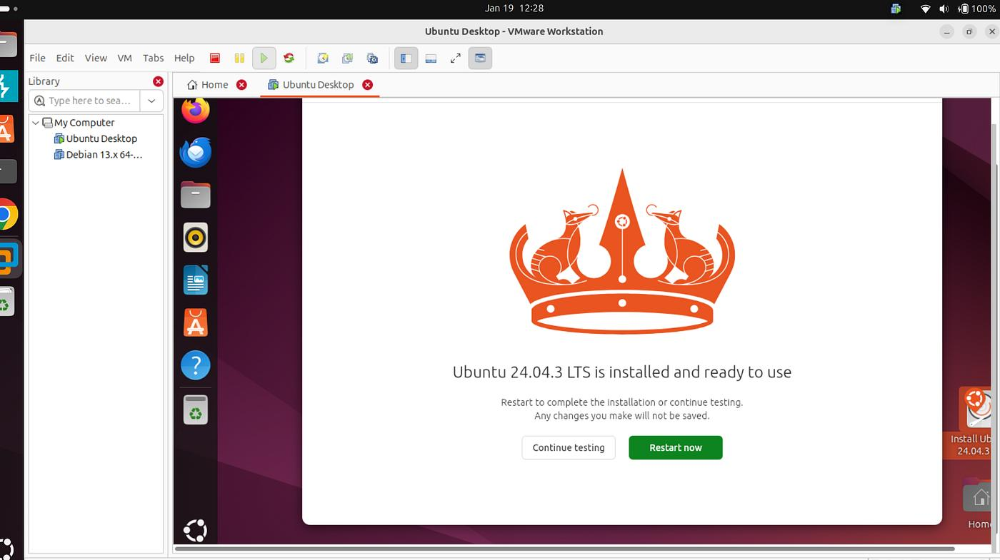 Jan 19 12:28
100%
Ubuntu Desktop - VMware Workstation
File Edit View VM Tabs Help
Library
Home
Ubuntu Desktop
Type here to sea...
My Computer
Ubuntu Desktop
Debian 13.x 64-...
Ubuntu 24.04.3 LTS is installed and ready to use
Restart to complete the installation or continue testing.
Any changes you make will not be saved.
Continue testing
Restart now
Install Ub
24.04.3
Home